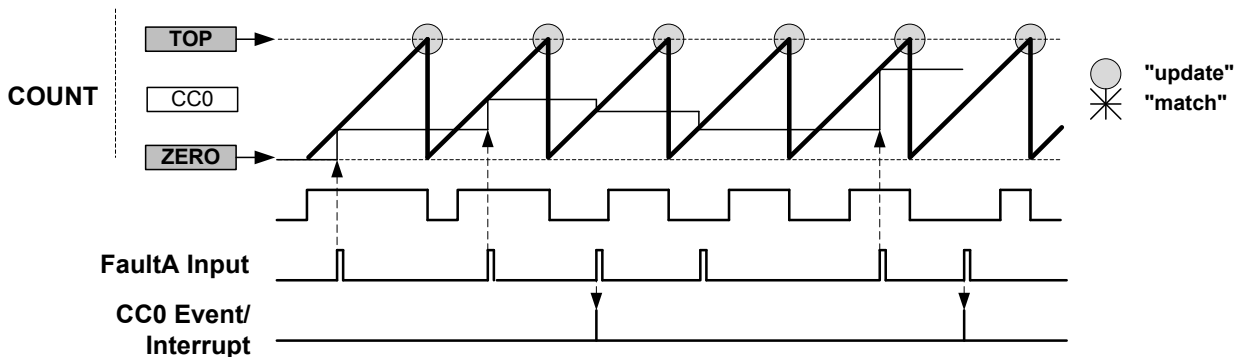 TOP
COUNT
CC0
ZERO
"update"
"match"
FaultA Input
CC0 Event/
Interrupt